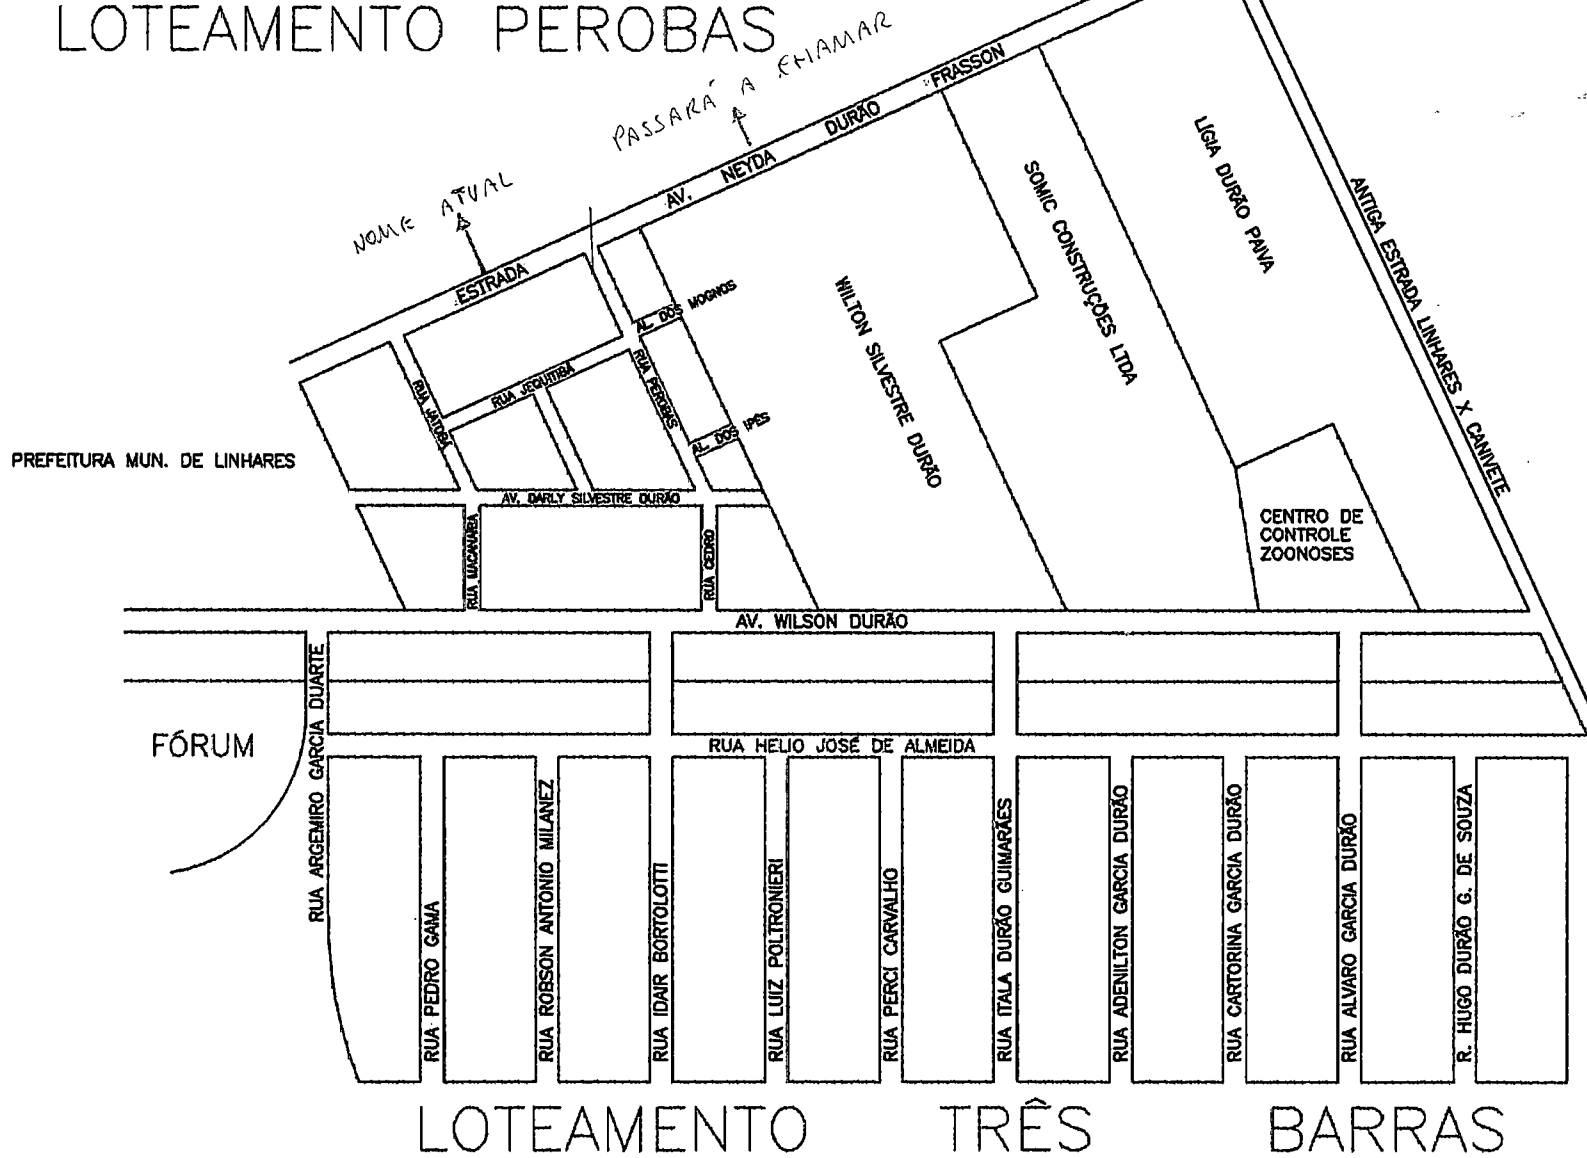 LOTEAMENTO PEROBAS
NOME ATUAL
PASSARÁ A CHAMAR
ESTRADA
AV. NEYDA DURÃO FRASSON
LÍGIA DURÃO PAIVA
SOMIC CONSTRUÇÕES LTDA
WILTON SILVESTRE DURÃO
ANTIGA ESTRADA LINHARES X CANIVETE
AL. DOS MOGNOS
RUA JEQUITIBÁ
RUA PEROBAS
RUA JATOBÁ
AL. DOS IPÊS
PREFEITURA MUN. DE LINHARES
AV. DARLY SILVESTRE DURÃO
RUA MACANAÍBA
RUA CEDRO
CENTRO DE
CONTROLE
ZOONOSES
AV. WILSON DURÃO
RUA ARGEMIRO GARCIA DUARTE
FÓRUM
RUA HELIO JOSÉ DE ALMEIDA
RUA PEDRO GAMA
RUA ROBSON ANTONIO MILANEZ
RUA IDAIR BORTOLOTTI
RUA LUIZ POLTRONIERI
RUA PERCÍ CARVALHO
RUA ITALA DURÃO GUIMARÃES
RUA ADENILTON GARCIA DURÃO
RUA CARTORINA GARCIA DURÃO
RUA ALVARO GARCIA DURÃO
R. HUGO DURÃO G. DE SOUZA
LOTEAMENTO TRÊS BARRAS